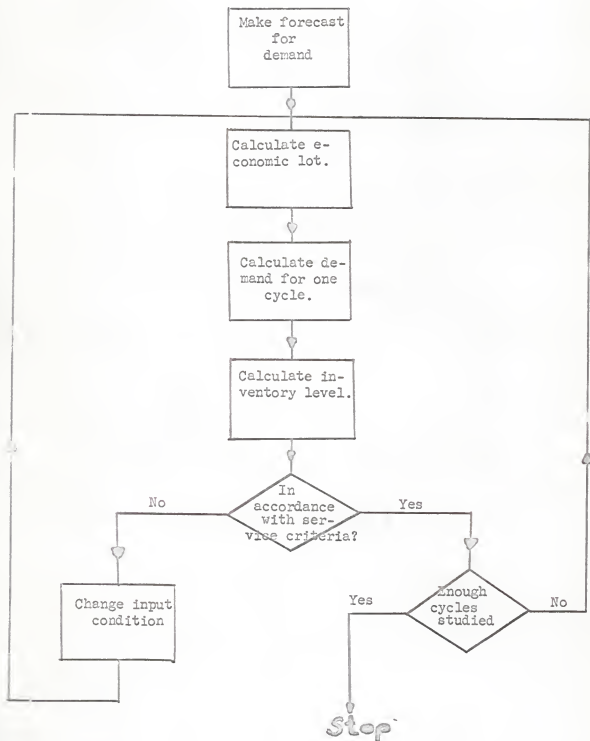 Make forecast
for
demand
Calculate e-
conomic lot.
Calculate de-
mand for one
cycle.
Calculate in-
ventory level.
In
accordance
with ser-
vise criteria?
No
Yes
Change input
condition
Enough
cycles
studied
Yes
No
Stop